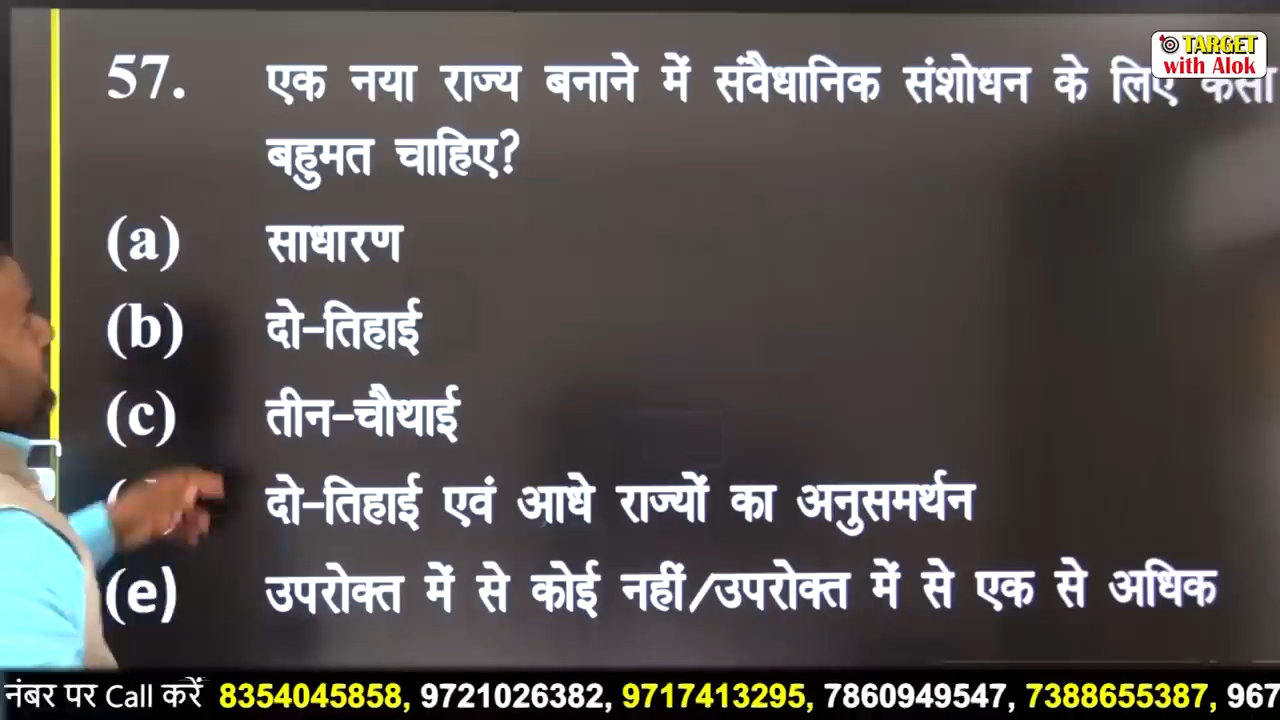 TARGET
with Alok
57. एक नया राज्य बनाने में संवैधानिक संशोधन के लिए कैसा
बहुमत चाहिए?
(a) साधारण
(b) दो-तिहाई
(c) तीन-चौथाई
दो-तिहाई एवं आधे राज्यों का अनुसमर्थन
(e) उपरोक्त में से कोई नहीं/उपरोक्त में से एक से अधिक
नंबर पर Call करें 8354045858, 9721026382, 9717413295, 7860949547, 7388655387, 967